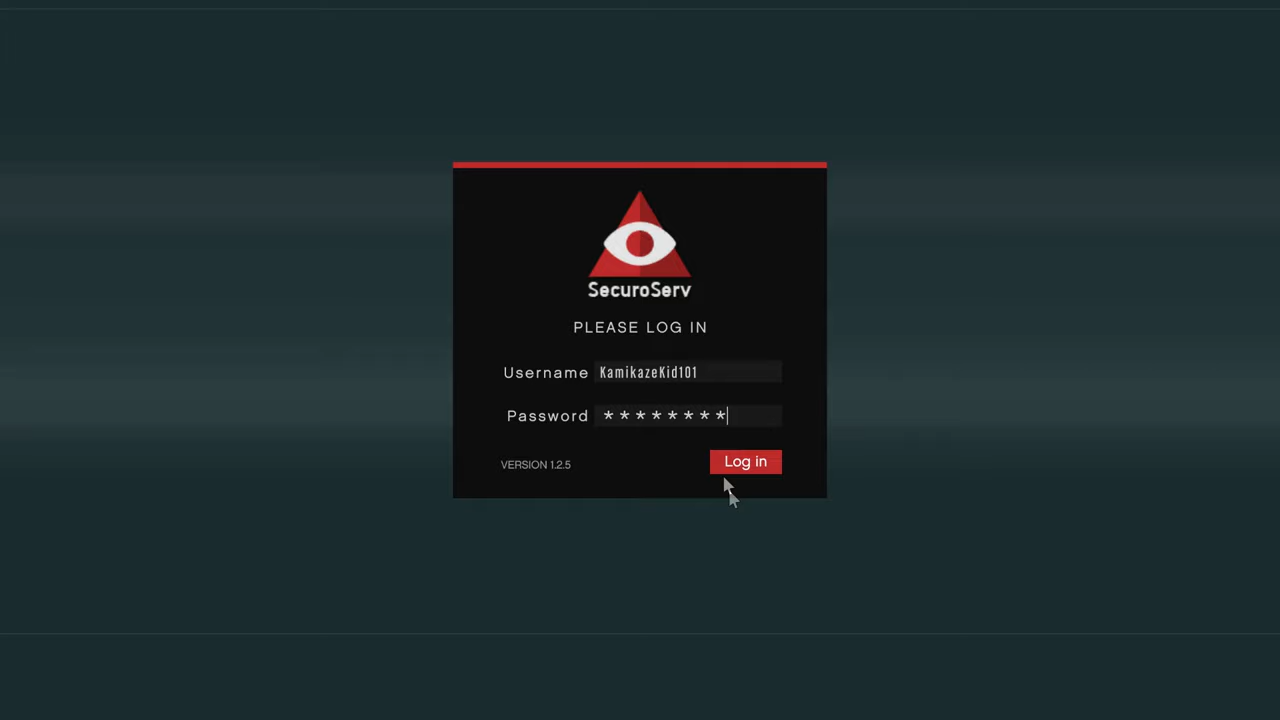 SecuroServ
PLEASE LOG IN
Username KamikazeKid101
Password ********
VERSION 1.2.5 Log in